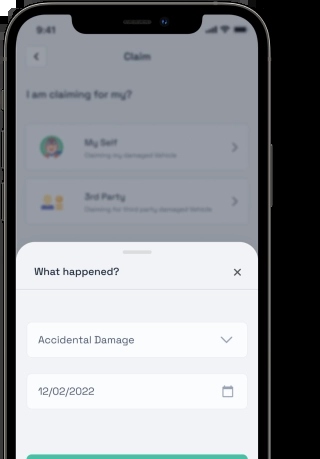 9:41
Claim
I am claiming for my?
My Self
Claiming my damaged Vehicle
3rd Party
Claiming for third party damaged Vehicle
What happened?
Accidental Damage
12/02/2022